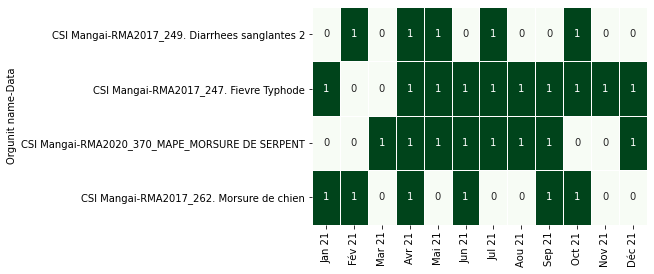 Orgunit name-Data
CSI Mangai-RMA2017_249. Diarrhees sanglantes 2 0 1 0 1 1 0 1 0 0 1 0 0
CSI Mangai-RMA2017_247. Fievre Typhode 1 0 0 1 1 1 1 1 1 1 1 1
CSI Mangai-RMA2020_370_MAPE_MORSURE DE SERPENT 0 0 1 1 1 1 1 1 1 0 0 1
CSI Mangai-RMA2017_262. Morsure de chien 1 1 0 1 0 1 0 0 1 1 0 0
Jan 21 Fév 21 Mar 21 Avr 21 Mai 21 Jun 21 Jul 21 Aou 21 Sep 21 Oct 21 Nov 21 Déc 21